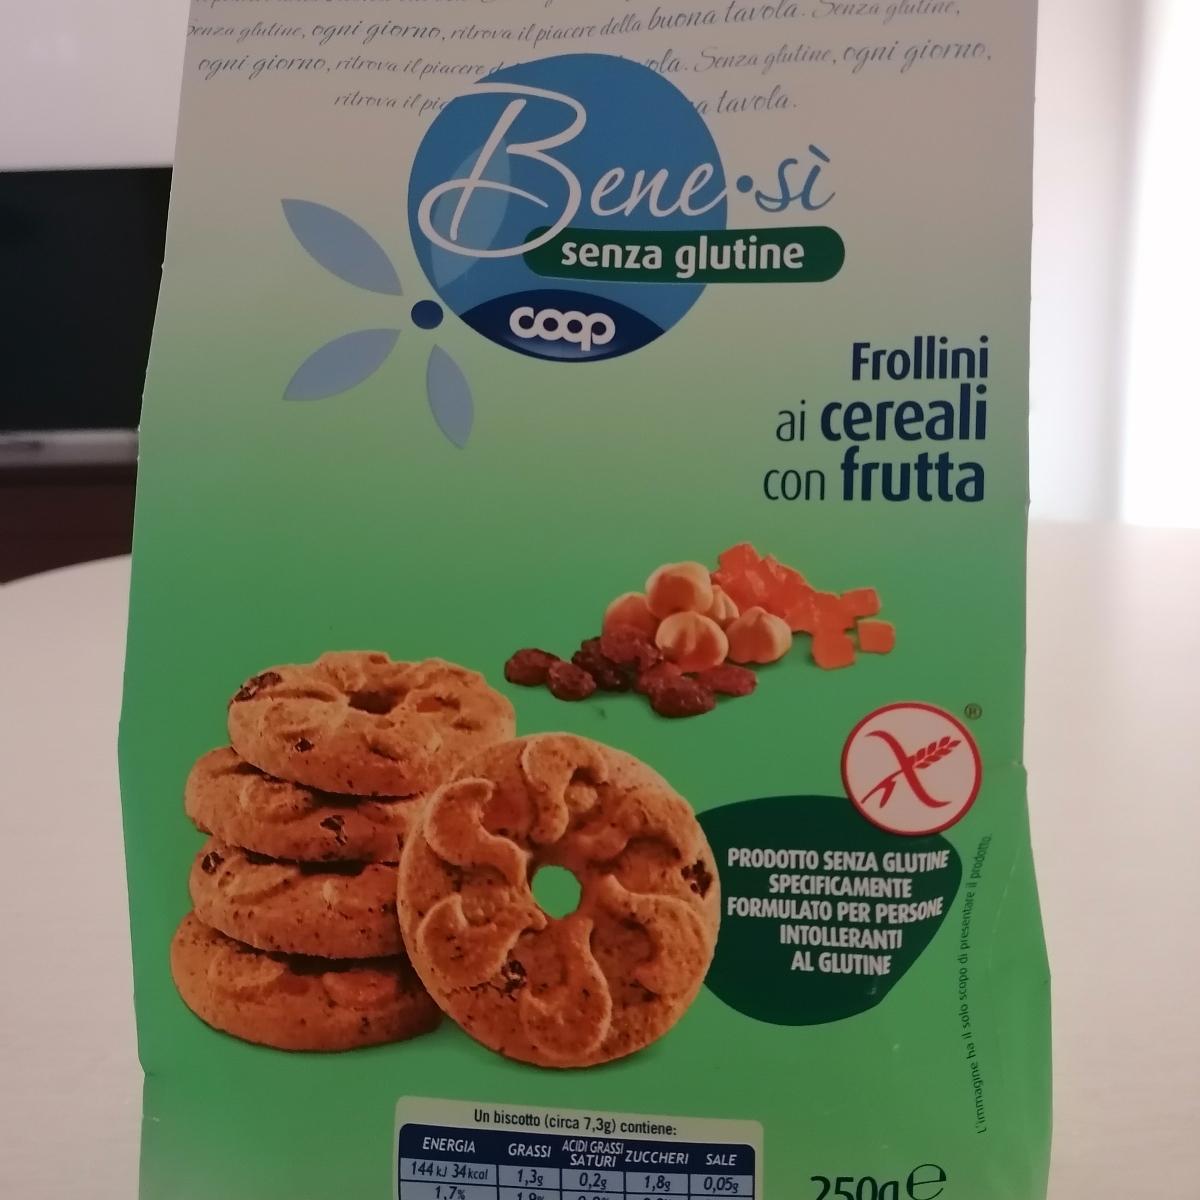 senza glutine, ogni giorno, ritrova il piacere della buona tavola. Senza glutine,
ogni giorno, ritrova il piacere vola. Senza glutine, ogni giorno,
ritrova il tavola.
Bene•sì
senza glutine
coop
Frollini
ai cereali
con frutta
®
PRODOTTO SENZA GLUTINE
SPECIFICAMENTE
FORMULATO PER PERSONE
INTOLLERANTI
AL GLUTINE
L'immagine ha il solo scopo di presentare il prodotto.
Un biscotto (circa 7,3g) contiene:
ENERGIA GRASSI ACIDI GRASSI SATURI ZUCCHERI SALE
144 kJ 34 kcal 1,3g 0,2g 1,8g 0,05g
1,7%
250g e